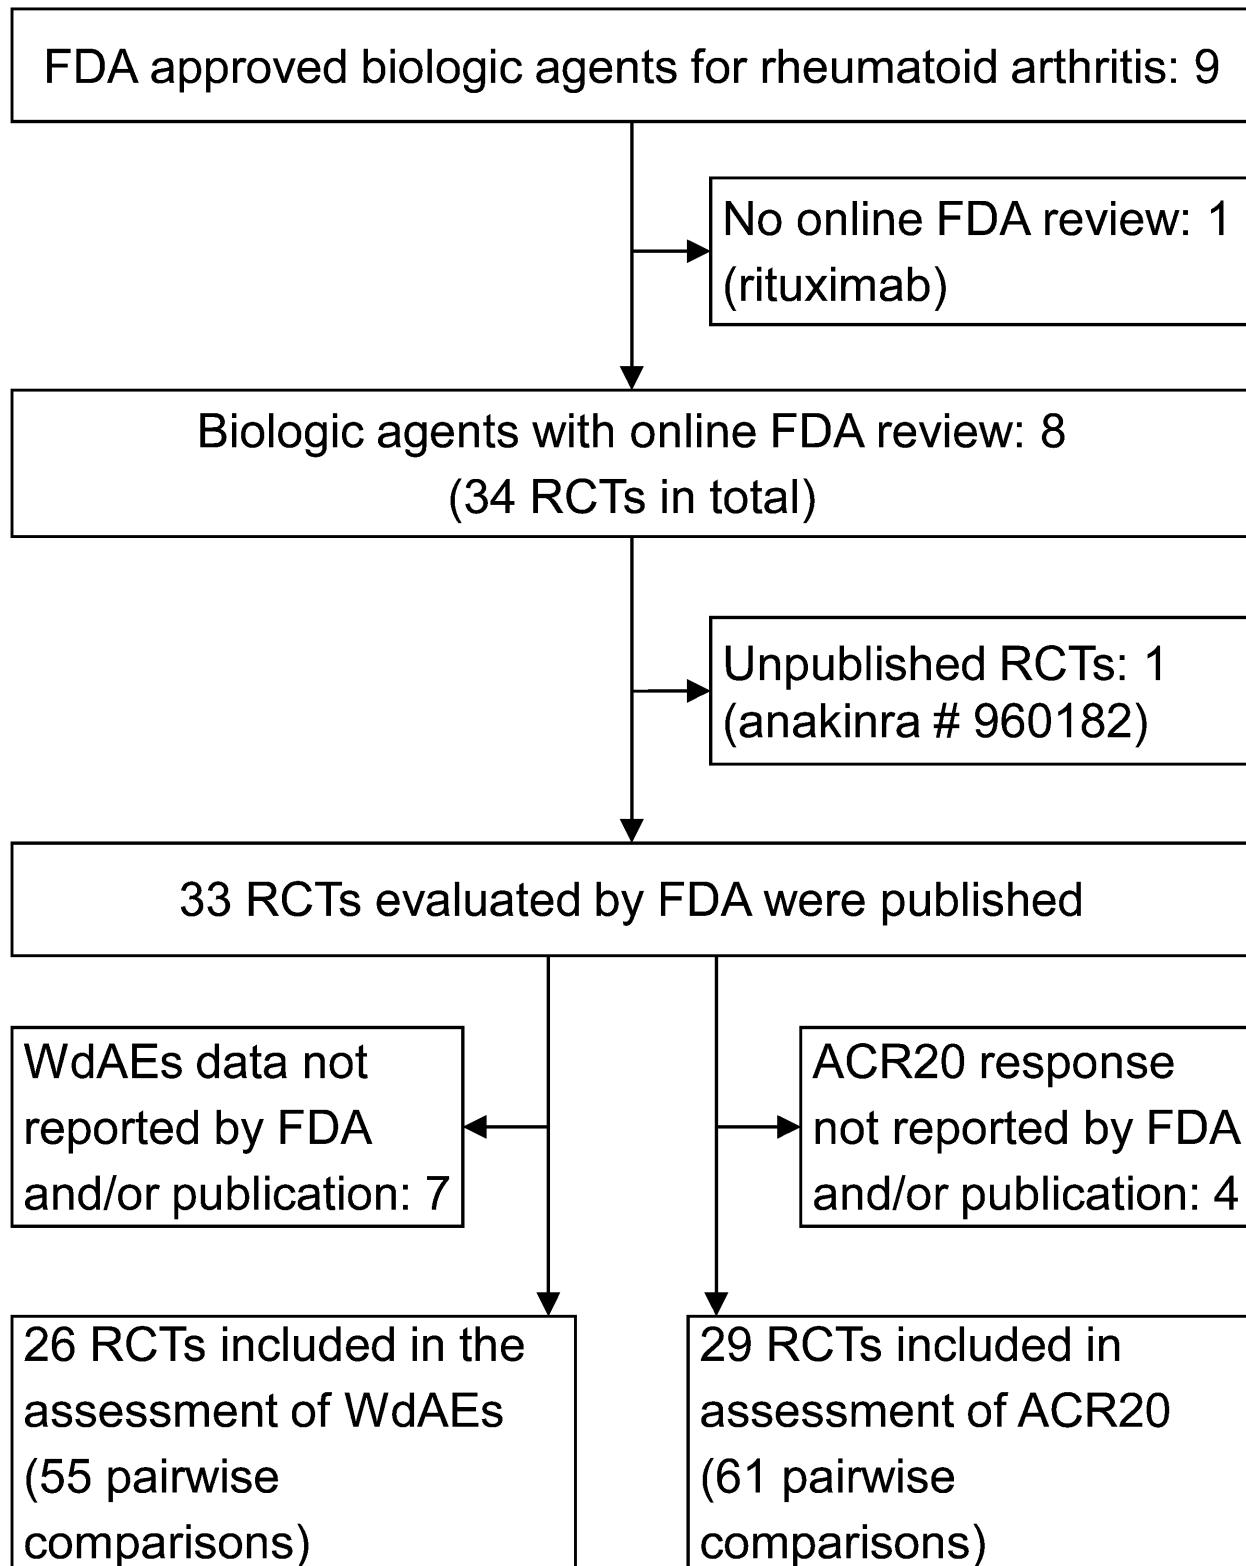 FDA approved biologic agents for rheumatoid arthritis: 9
No online FDA review: 1
(rituximab)
Biologic agents with online FDA review: 8
(34 RCTs in total)
Unpublished RCTs: 1
(anakinra # 960182)
33 RCTs evaluated by FDA were published
WdAEs data not
reported by FDA
and/or publication: 7
ACR20 response
not reported by FDA
and/or publication: 4
26 RCTs included in the
assessment of WdAEs
(55 pairwise
comparisons)
29 RCTs included in
assessment of ACR20
(61 pairwise
comparisons)